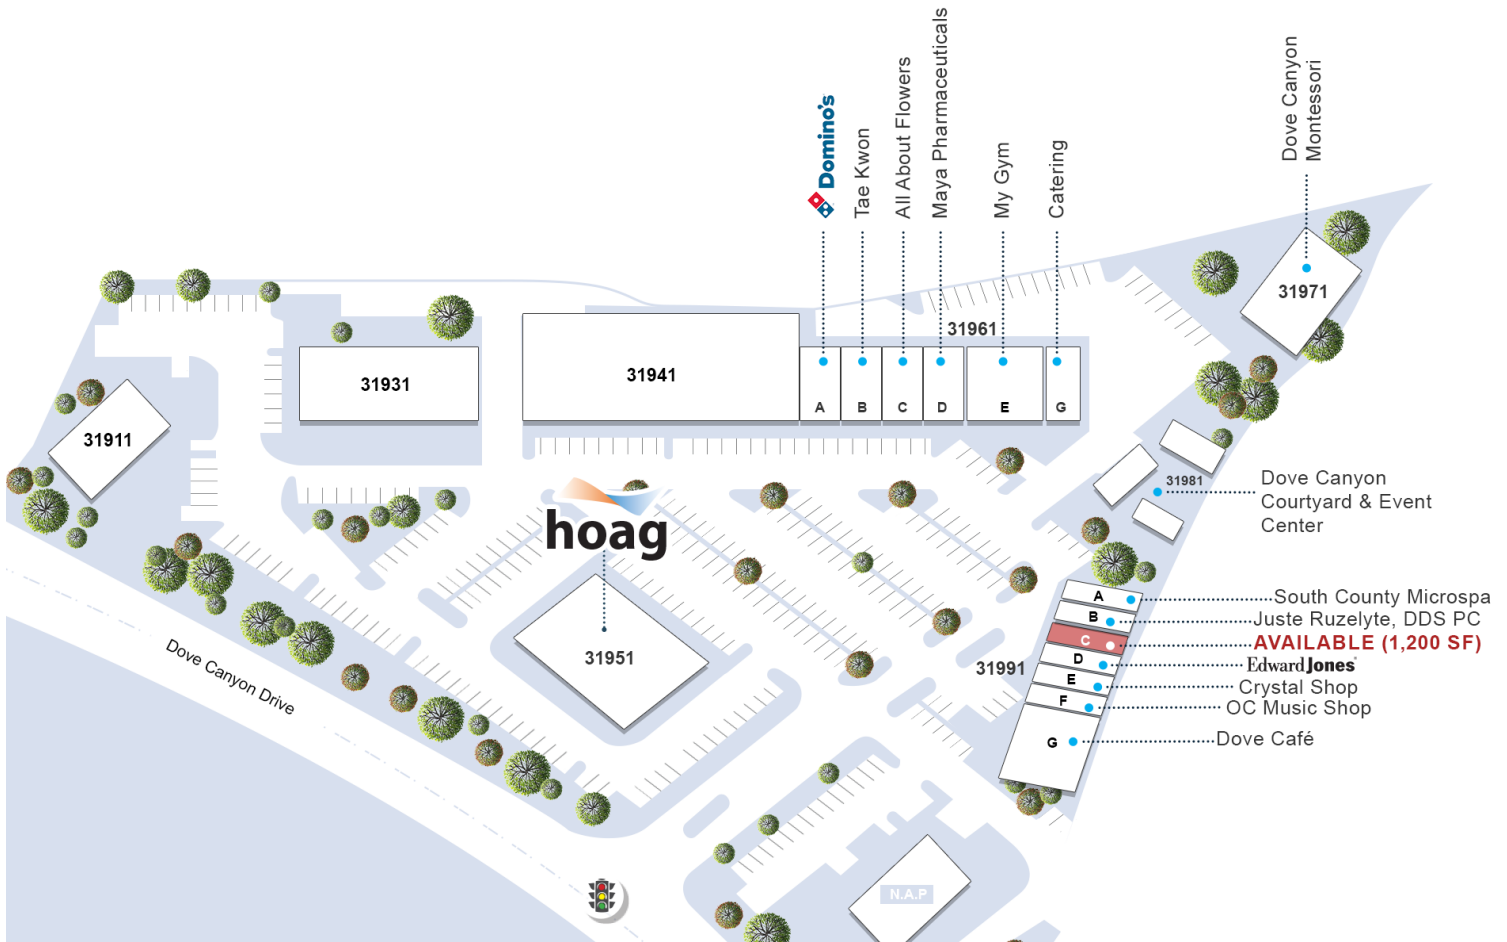 Domino's
Tae Kwon
All About Flowers
Maya Pharmaceuticals
My Gym
Catering
Dove Canyon
Montessori
31971
31961
31941
31931
31911
A
B
C
D
E
G
hoag
31951
31981
Dove Canyon
Courtyard & Event
Center
31991
A
South County Microspa
B
Juste Ruzelyte, DDS PC
C
AVAILABLE (1,200 SF)
D
Edward Jones
E
Crystal Shop
F
OC Music Shop
G
Dove Café
Dove Canyon Drive
N.A.P